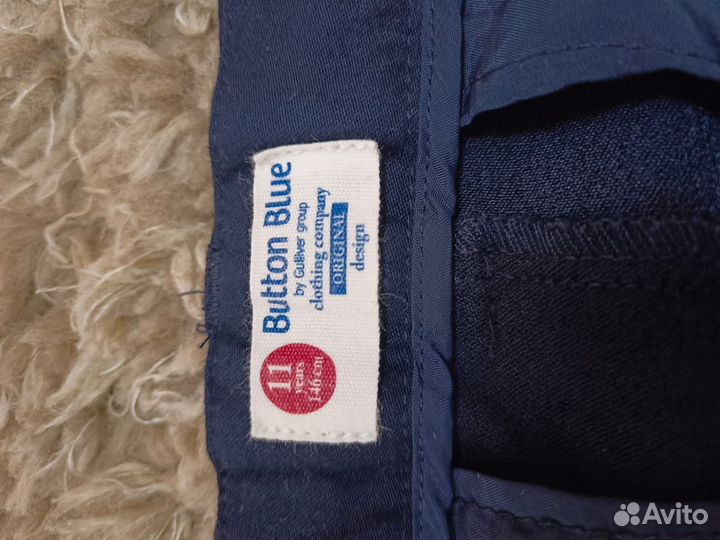 Button Blue
by Gulliver group
clothing company
ORIGINAL
design
11
years
146 cm
Avito